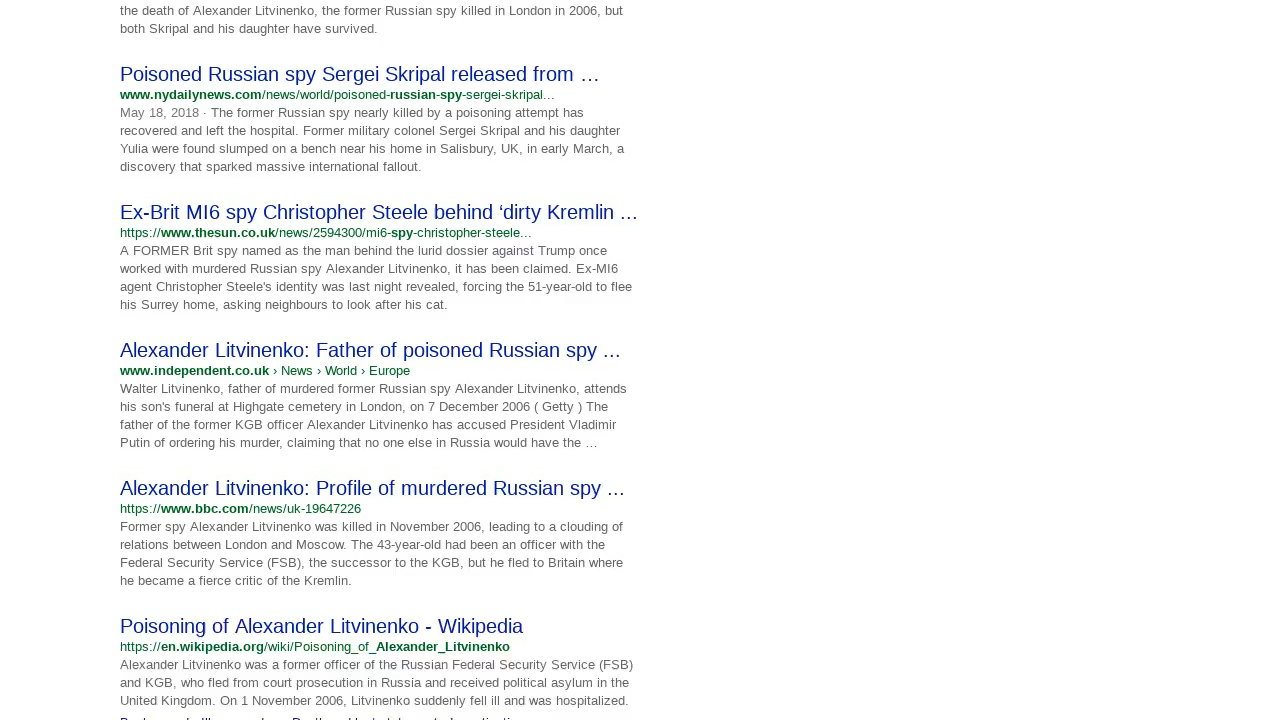 the death of Alexander Litvinenko, the former Russian spy killed in London in 2006, but
both Skripal and his daughter have survived.
Poisoned Russian spy Sergei Skripal released from ...
www.nydailynews.com/news/world/poisoned-russian-spy-sergei-skripal...
May 18, 2018 · The former Russian spy nearly killed by a poisoning attempt has
recovered and left the hospital. Former military colonel Sergei Skripal and his daughter
Yulia were found slumped on a bench near his home in Salisbury, UK, in early March, a
discovery that sparked massive international fallout.
Ex-Brit MI6 spy Christopher Steele behind ‘dirty Kremlin ...
https://www.thesun.co.uk/news/2594300/mi6-spy-christopher-steele...
A FORMER Brit spy named as the man behind the lurid dossier against Trump once
worked with murdered Russian spy Alexander Litvinenko, it has been claimed. Ex-MI6
agent Christopher Steele's identity was last night revealed, forcing the 51-year-old to flee
his Surrey home, asking neighbours to look after his cat.
Alexander Litvinenko: Father of poisoned Russian spy ...
www.independent.co.uk › News › World › Europe
Walter Litvinenko, father of murdered former Russian spy Alexander Litvinenko, attends
his son's funeral at Highgate cemetery in London, on 7 December 2006 ( Getty ) The
father of the former KGB officer Alexander Litvinenko has accused President Vladimir
Putin of ordering his murder, claiming that no one else in Russia would have the ...
Alexander Litvinenko: Profile of murdered Russian spy ...
https://www.bbc.com/news/uk-19647226
Former spy Alexander Litvinenko was killed in November 2006, leading to a clouding of
relations between London and Moscow. The 43-year-old had been an officer with the
Federal Security Service (FSB), the successor to the KGB, but he fled to Britain where
he became a fierce critic of the Kremlin.
Poisoning of Alexander Litvinenko - Wikipedia
https://en.wikipedia.org/wiki/Poisoning_of_Alexander_Litvinenko
Alexander Litvinenko was a former officer of the Russian Federal Security Service (FSB)
and KGB, who fled from court prosecution in Russia and received political asylum in the
United Kingdom. On 1 November 2006, Litvinenko suddenly fell ill and was hospitalized.